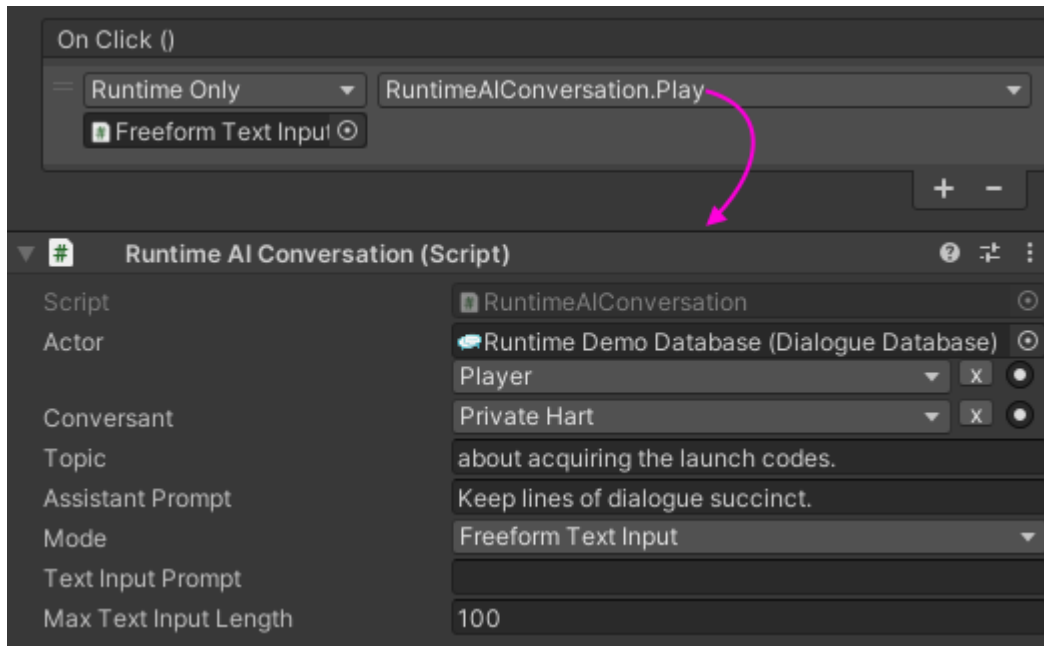 On Click ()
Runtime Only RuntimeAIConversation.Play
# Freeform Text Input
+ -
# Runtime AI Conversation (Script)
Script # RuntimeAIConversation
Actor Runtime Demo Database (Dialogue Database)
Player x
Conversant Private Hart x
Topic about acquiring the launch codes.
Assistant Prompt Keep lines of dialogue succinct.
Mode Freeform Text Input
Text Input Prompt
Max Text Input Length 100